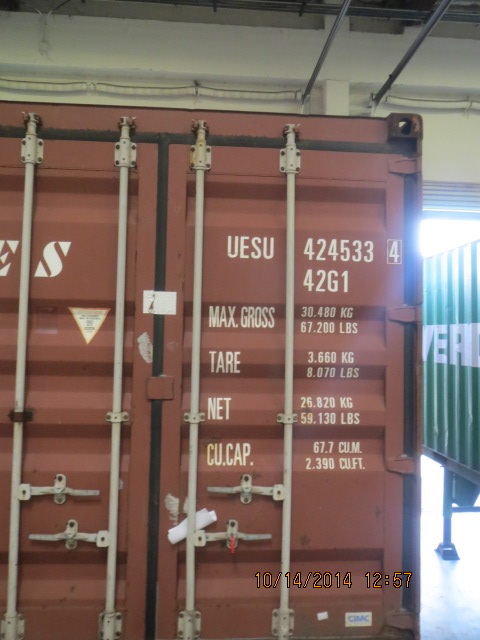 UESU 424533 4
42G1
ES
MAX. GROSS 30.480 KG
67.200 LBS
TARE 3.660 KG
8.070 LBS
NET 26.820 KG
59.130 LBS
CU.CAP. 67.7 CU.M.
2.390 CU.FT.
VER
10/14/2014 12:57
CIMC